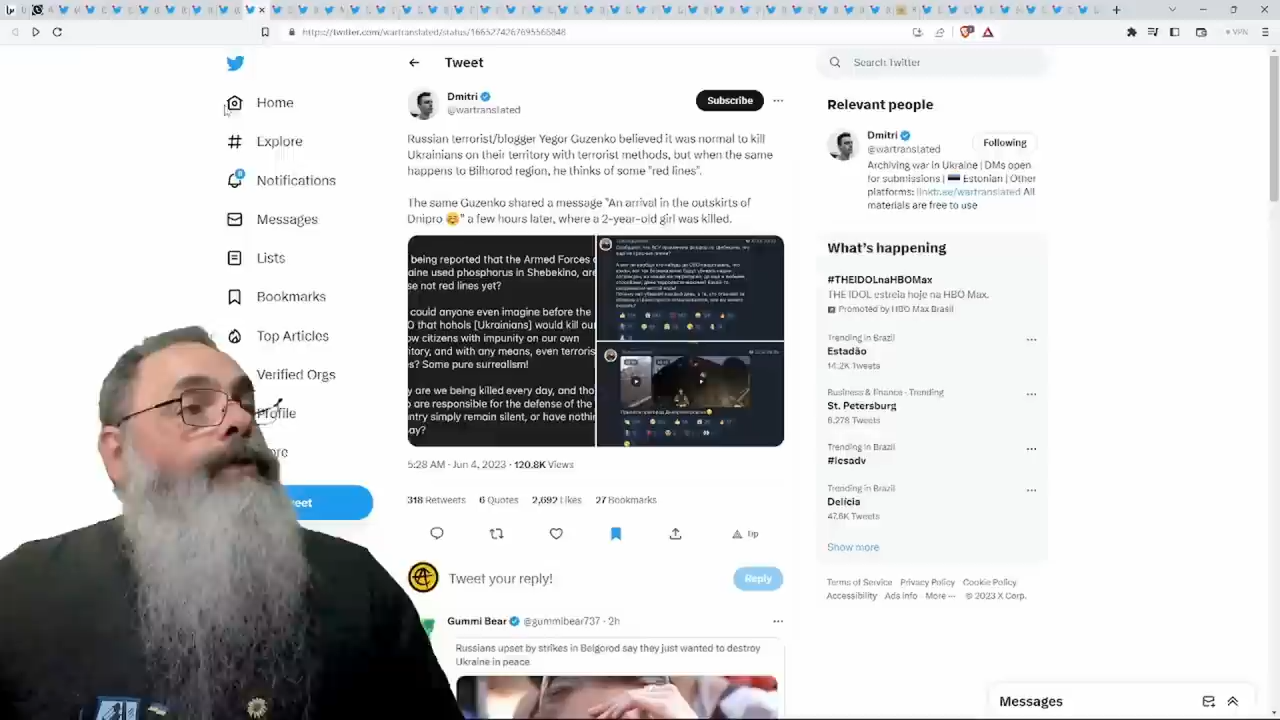 https://twitter.com/wartranslated/status/1665274267695566848
VPN
Home
Explore
8
Notifications
Messages
Lists
Bookmarks
Top Articles
Verified Orgs
Profile
Tweet
Dmitri
@wartranslated
Subscribe
Russian terrorist/blogger Yegor Guzenko believed it was normal to kill
Ukrainians on their territory with terrorist methods, but when the same
happens to Bilhorod region, he thinks of some "red lines".
The same Guzenko shared a message "An arrival in the outskirts of
Dnipro 🥰" a few hours later, where a 2-year-old girl was killed.
being reported that the Armed Forces
aine used phosphorus in Shebekino, are
se not red lines yet?
could anyone even imagine before the
O that hohols [Ukrainians] would kill ou
ow citizens with impunity on our own
tory, and with any means, even terroris
s? Some pure surrealism!
y are we being killed every day, and tho
are responsible for the defense of the
ntry simply remain silent, or have nothin
ay?
5:28 AM · Jun 4, 2023 · 120.8K Views
318 Retweets 6 Quotes 2,692 Likes 27 Bookmarks
Tip
Tweet your reply!
Reply
Gummi Bear @gummibear737 · 2h
Russians upset by strikes in Belgorod say they just wanted to destroy
Ukraine in peace
Search Twitter
Relevant people
Dmitri
@wartranslated
Following
Archiving war in Ukraine | DMs open
for submissions | 🇪🇪 Estonian | Other
platforms: linktr.ee/wartranslated All
materials are free to use
What's happening
#THEIDOLnaHBOMax
THE IDOL estreia hoje na HBO Max.
Promoted by HBO Max Brasil
Trending in Brazil
Estadão
14.2K Tweets
Business & finance · Trending
St. Petersburg
6,278 Tweets
Trending in Brazil
#lcsadv
Trending in Brazil
Delícia
47.6K Tweets
Show more
Terms of Service Privacy Policy Cookie Policy
Accessibility Ads info More ··· © 2023 X Corp.
Messages